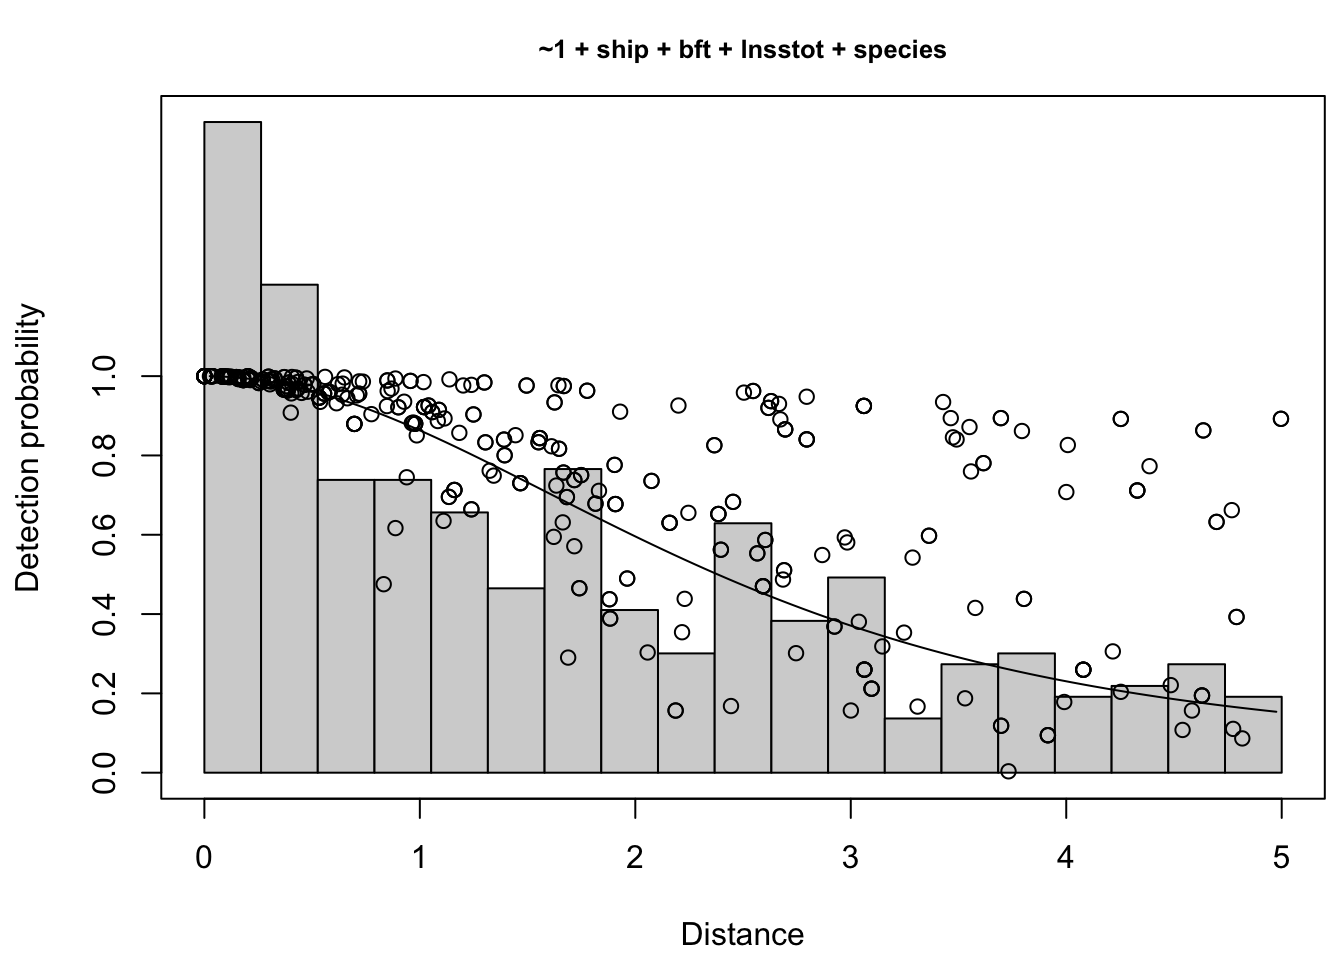 ~1 + ship + bft + lnsstot + species
Detection probability
1.0
0.8
0.6
0.4
0.2
0.0
0 1 2 3 4 5
Distance